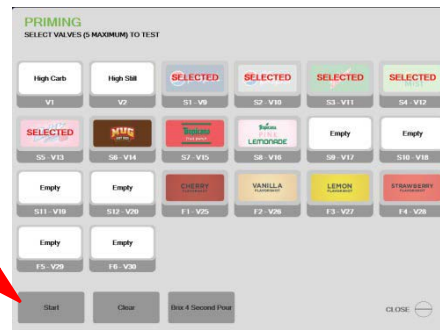 PRIMING
SELECT VALVES (5 MAXIMUM) TO TEST
High Carb
High Still
SELECTED
SELECTED
SELECTED
SELECTED
V1
V2
S1 - V9
S2 - V10
S3 - V11
S4 - V12
SELECTED
MUG
Tropicana
Tropicana
PINK
LEMONADE
Empty
Empty
S5 - V13
S6 - V14
S7 - V15
S8 - V16
S9 - V17
S10 - V18
Empty
Empty
CHERRY
VANILLA
LEMON
STRAWBERRY
S11 - V19
S12 - V20
F1 - V25
F2 - V26
F3 - V27
F4 - V28
Empty
Empty
F5 - V29
F6 - V30
Start
Clear
Brix 4 Second Pour
CLOSE